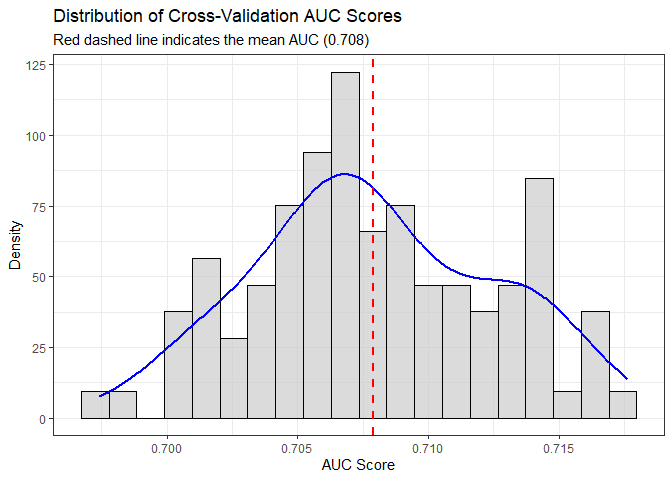 Distribution of Cross-Validation AUC Scores
Red dashed line indicates the mean AUC (0.708)
125
100
75
50
25
0
Density
0.700 0.705 0.710 0.715
AUC Score